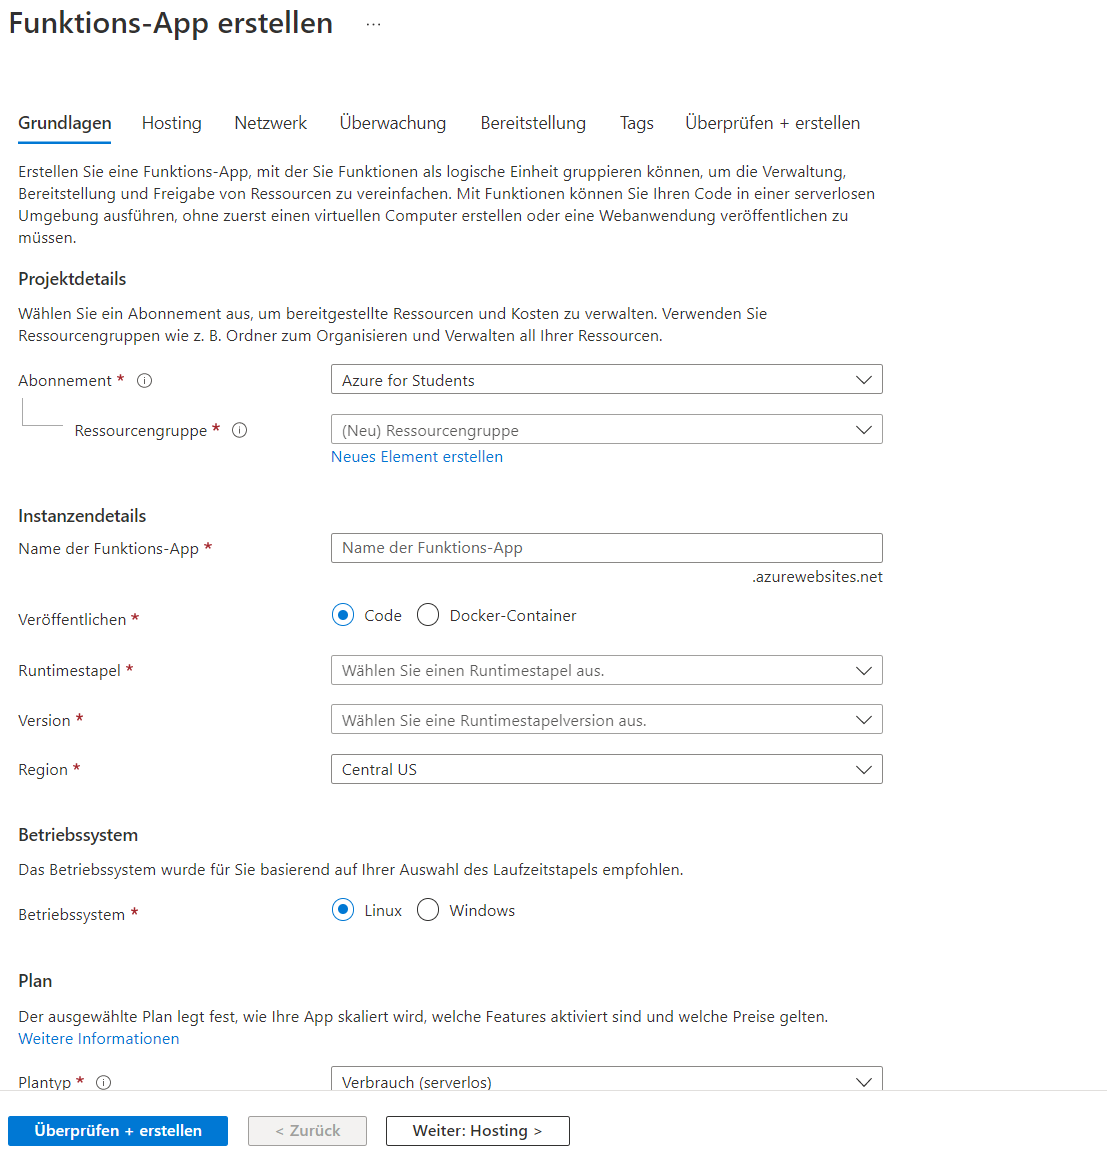 Funktions-App erstellen ...
Grundlagen Hosting Netzwerk Überwachung Bereitstellung Tags Überprüfen + erstellen
Erstellen Sie eine Funktions-App, mit der Sie Funktionen als logische Einheit gruppieren können, um die Verwaltung,
Bereitstellung und Freigabe von Ressourcen zu vereinfachen. Mit Funktionen können Sie Ihren Code in einer serverlosen
Umgebung ausführen, ohne zuerst einen virtuellen Computer erstellen oder eine Webanwendung veröffentlichen zu
müssen.
Projektdetails
Wählen Sie ein Abonnement aus, um bereitgestellte Ressourcen und Kosten zu verwalten. Verwenden Sie
Ressourcengruppen wie z. B. Ordner zum Organisieren und Verwalten all Ihrer Ressourcen.
Abonnement * Azure for Students
Ressourcengruppe * (Neu) Ressourcengruppe
Neues Element erstellen
Instanzendetails
Name der Funktions-App * Name der Funktions-App
.azurewebsites.net
Veröffentlichen * Code Docker-Container
Runtimestapel * Wählen Sie einen Runtimestapel aus.
Version * Wählen Sie eine Runtimestapelversion aus.
Region * Central US
Betriebssystem
Das Betriebssystem wurde für Sie basierend auf Ihrer Auswahl des Laufzeitstapels empfohlen.
Betriebssystem * Linux Windows
Plan
Der ausgewählte Plan legt fest, wie Ihre App skaliert wird, welche Features aktiviert sind und welche Preise gelten.
Weitere Informationen
Plantyp * Verbrauch (serverlos)
Überprüfen + erstellen < Zurück Weiter: Hosting >